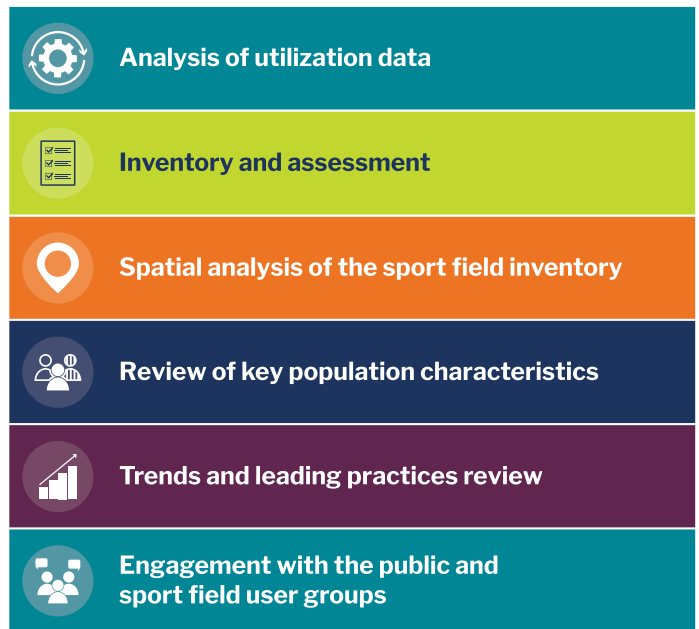 Analysis of utilization data
Inventory and assessment
Spatial analysis of the sport field inventory
Review of key population characteristics
Trends and leading practices review
Engagement with the public and
sport field user groups